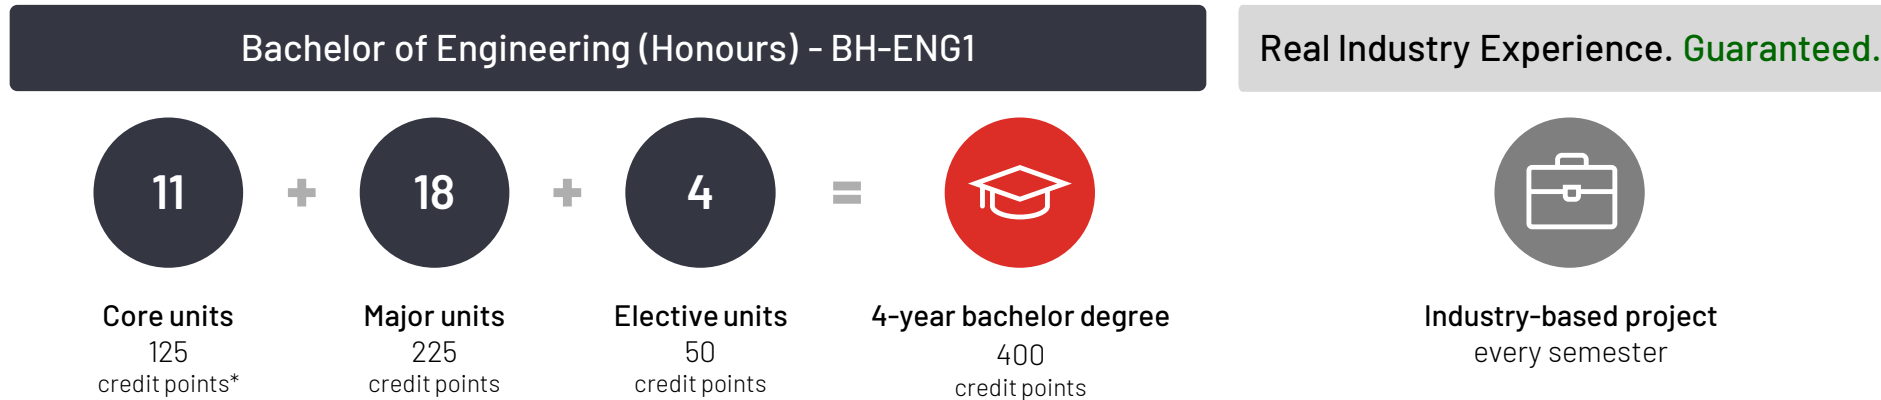 Bachelor of Engineering (Honours) - BH-ENG1
Real Industry Experience. Guaranteed.
11 + 18 + 4 =
Core units
125
credit points*
Major units
225
credit points
Elective units
50
credit points
4-year bachelor degree
400
credit points
Industry-based project
every semester